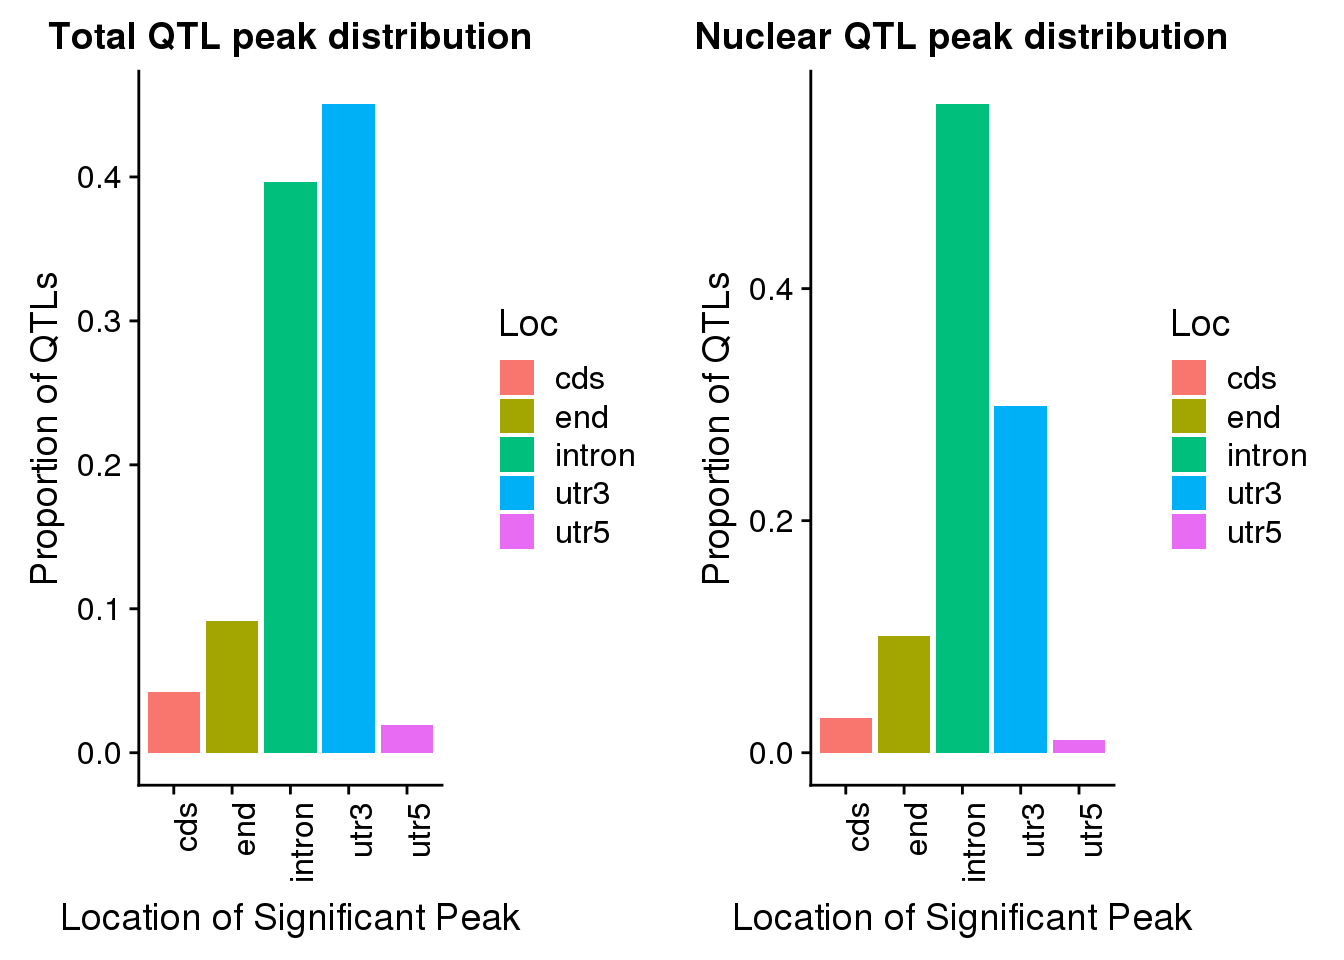 Total QTL peak distribution
Proportion of QTLs
0.4
0.3
0.2
0.1
0.0
cds
end
intron
utr3
utr5
Location of Significant Peak
Loc
cds
end
intron
utr3
utr5
Nuclear QTL peak distribution
Proportion of QTLs
0.4
0.2
0.0
cds
end
intron
utr3
utr5
Location of Significant Peak
Loc
cds
end
intron
utr3
utr5